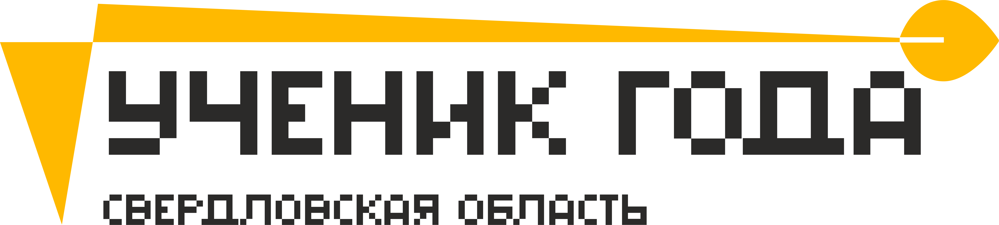 УЧЕНИК ГОДА
СВЕРДЛОВСКАЯ ОБЛАСТЬ